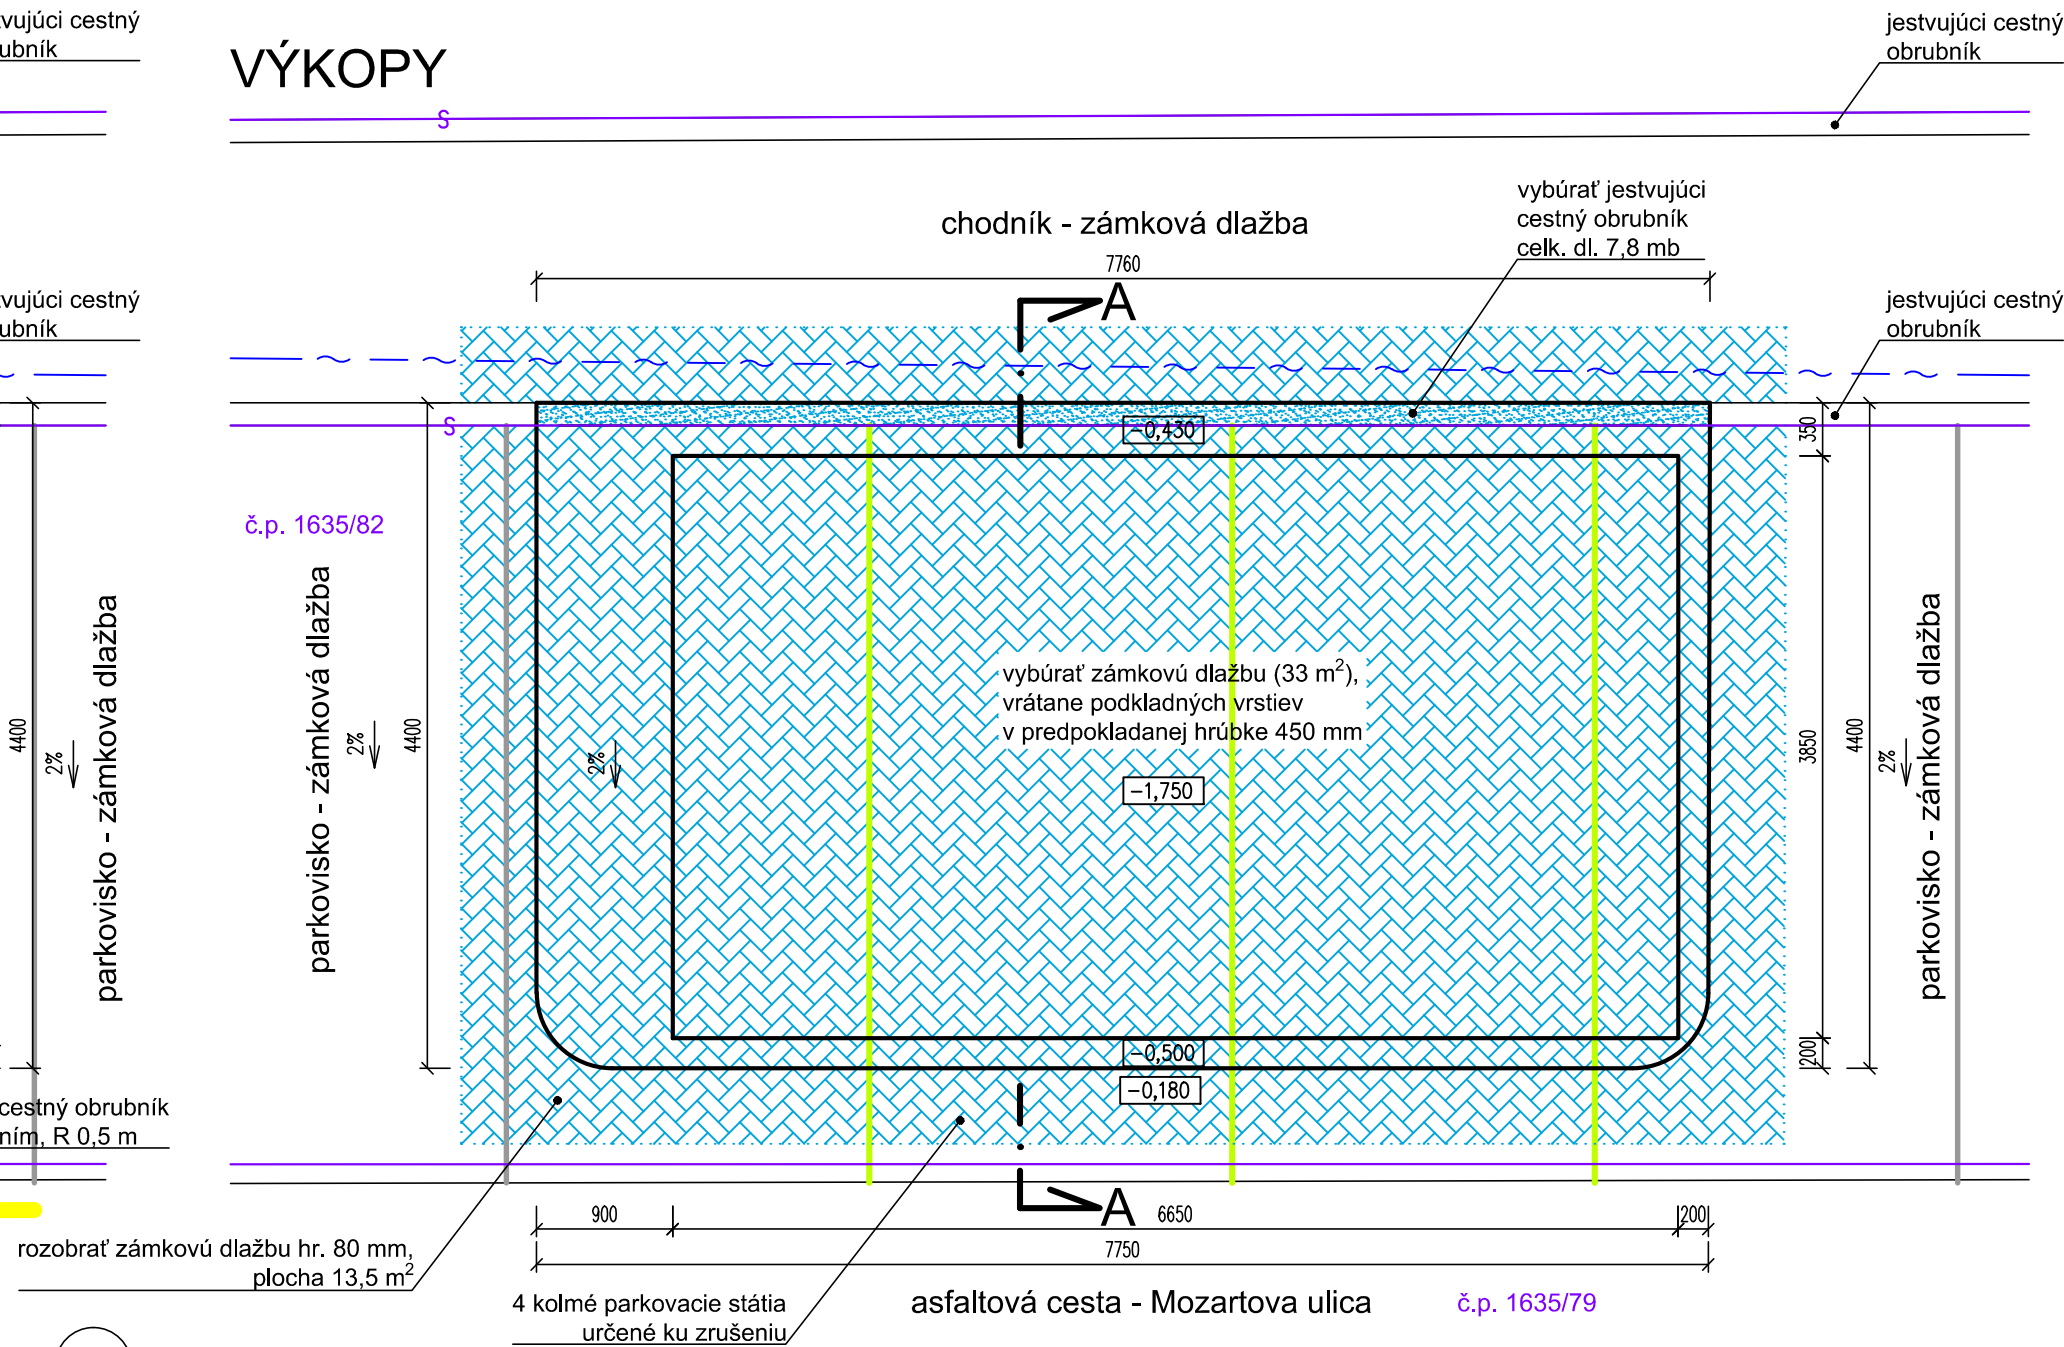 vujúci cestný
ubník
VÝKOPY
jestvujúci cestný
obrubník
S
chodník - zámková dlažba
vybúrať jestvujúci
cestný obrubník
celk. dl. 7,8 mb
7760
A
vujúci cestný
ubník
jestvujúci cestný
obrubník
S
-0,430
350
č.p. 1635/82
parkovisko - zámková dlažba
parkovisko - zámková dlažba
parkovisko - zámková dlažba
4400
2%
2%
4400
2%
vybúrať zámkovú dlažbu (33 m²),
vrátane podkladných vrstiev
v predpokladanej hrúbke 450 mm
-1,750
3850
4400
2%
-0,500
200
-0,180
cestný obrubník
ním, R 0,5 m
A
900
6650
200
7750
rozobrať zámkovú dlažbu hr. 80 mm,
plocha 13,5 m²
4 kolmé parkovacie státia
určené ku zrušeniu
asfaltová cesta - Mozartova ulica
č.p. 1635/79